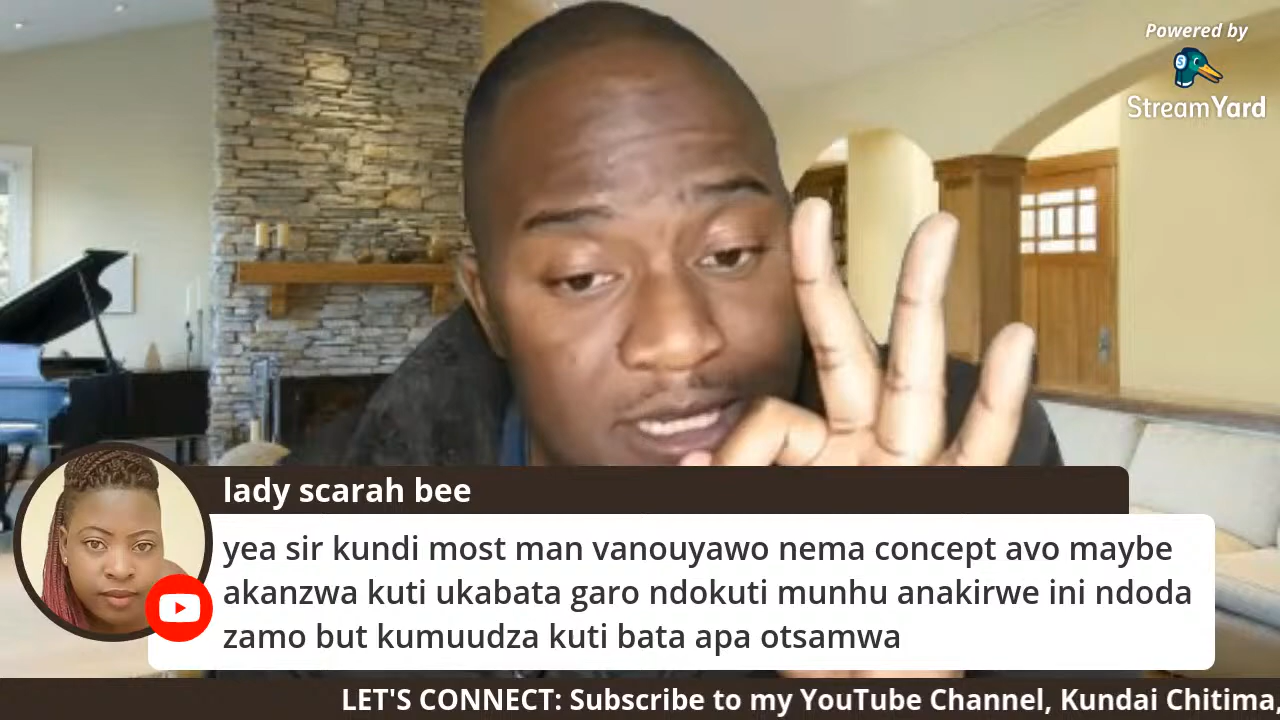 Powered by
StreamYard
lady scarah bee
yea sir kundi most man vanouyawo nema concept avo maybe
akanzwa kuti ukabata garo ndokuti munhu anakirwe ini ndoda
zamo but kumuudza kuti bata apa otsamwa
LET'S CONNECT: Subscribe to my YouTube Channel, Kundai Chitima,